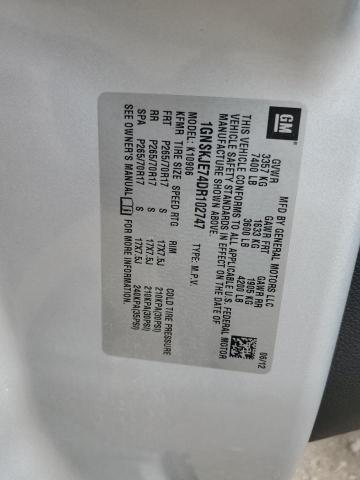 GM
MFD BY GENERAL MOTORS LLC
06/12
GVWR GAWR FRT GAWR RR
3357 KG 1633 KG 1905 KG
7400 LB 3600 LB 4200 LB
THIS VEHICLE CONFORMS TO ALL APPLICABLE U.S. FEDERAL MOTOR
VEHICLE SAFETY STANDARDS IN EFFECT ON THE DATE OF
MANUFACTURE SHOWN ABOVE.
1GNSKJE74DR102747 TYPE: M.P.V.
MODEL: K10906
KFMR TIRE SIZE SPEED RTG RIM COLD TIRE PRESSURE
FRT P265/70R17 S 17X7.5J 210KPA(30PSI)
RR P265/70R17 S 17X7.5J 210KPA(30PSI)
SPA P265/70R17 S 17X7.5J 240KPA(35PSI)
SEE OWNER'S MANUAL